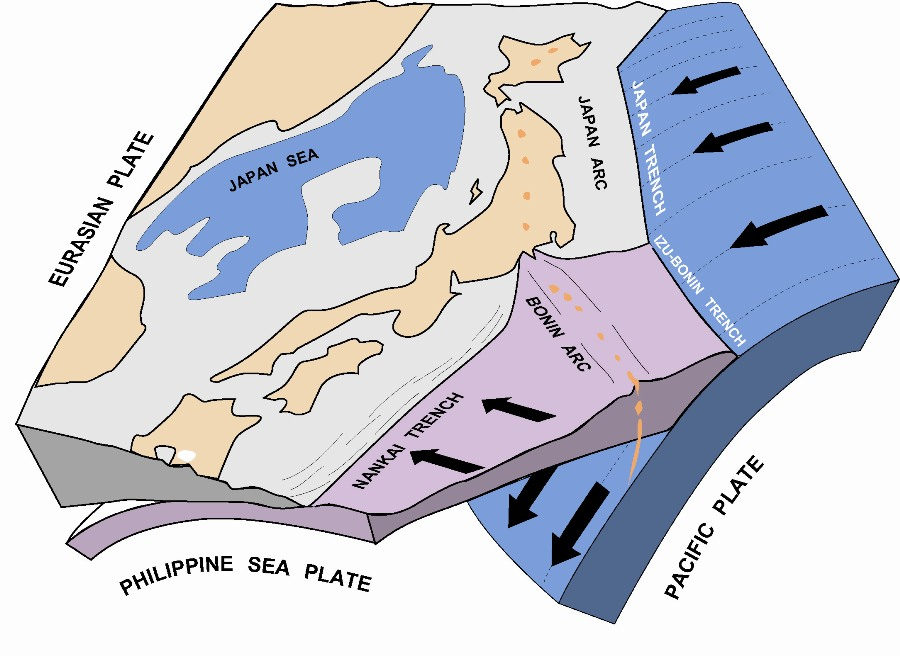 JAPAN SEA
JAPAN ARC
JAPAN TRENCH
EURASIAN PLATE
IZU-BONIN TRENCH
BONIN ARC
NANKAI TRENCH
PACIFIC PLATE
PHILIPPINE SEA PLATE